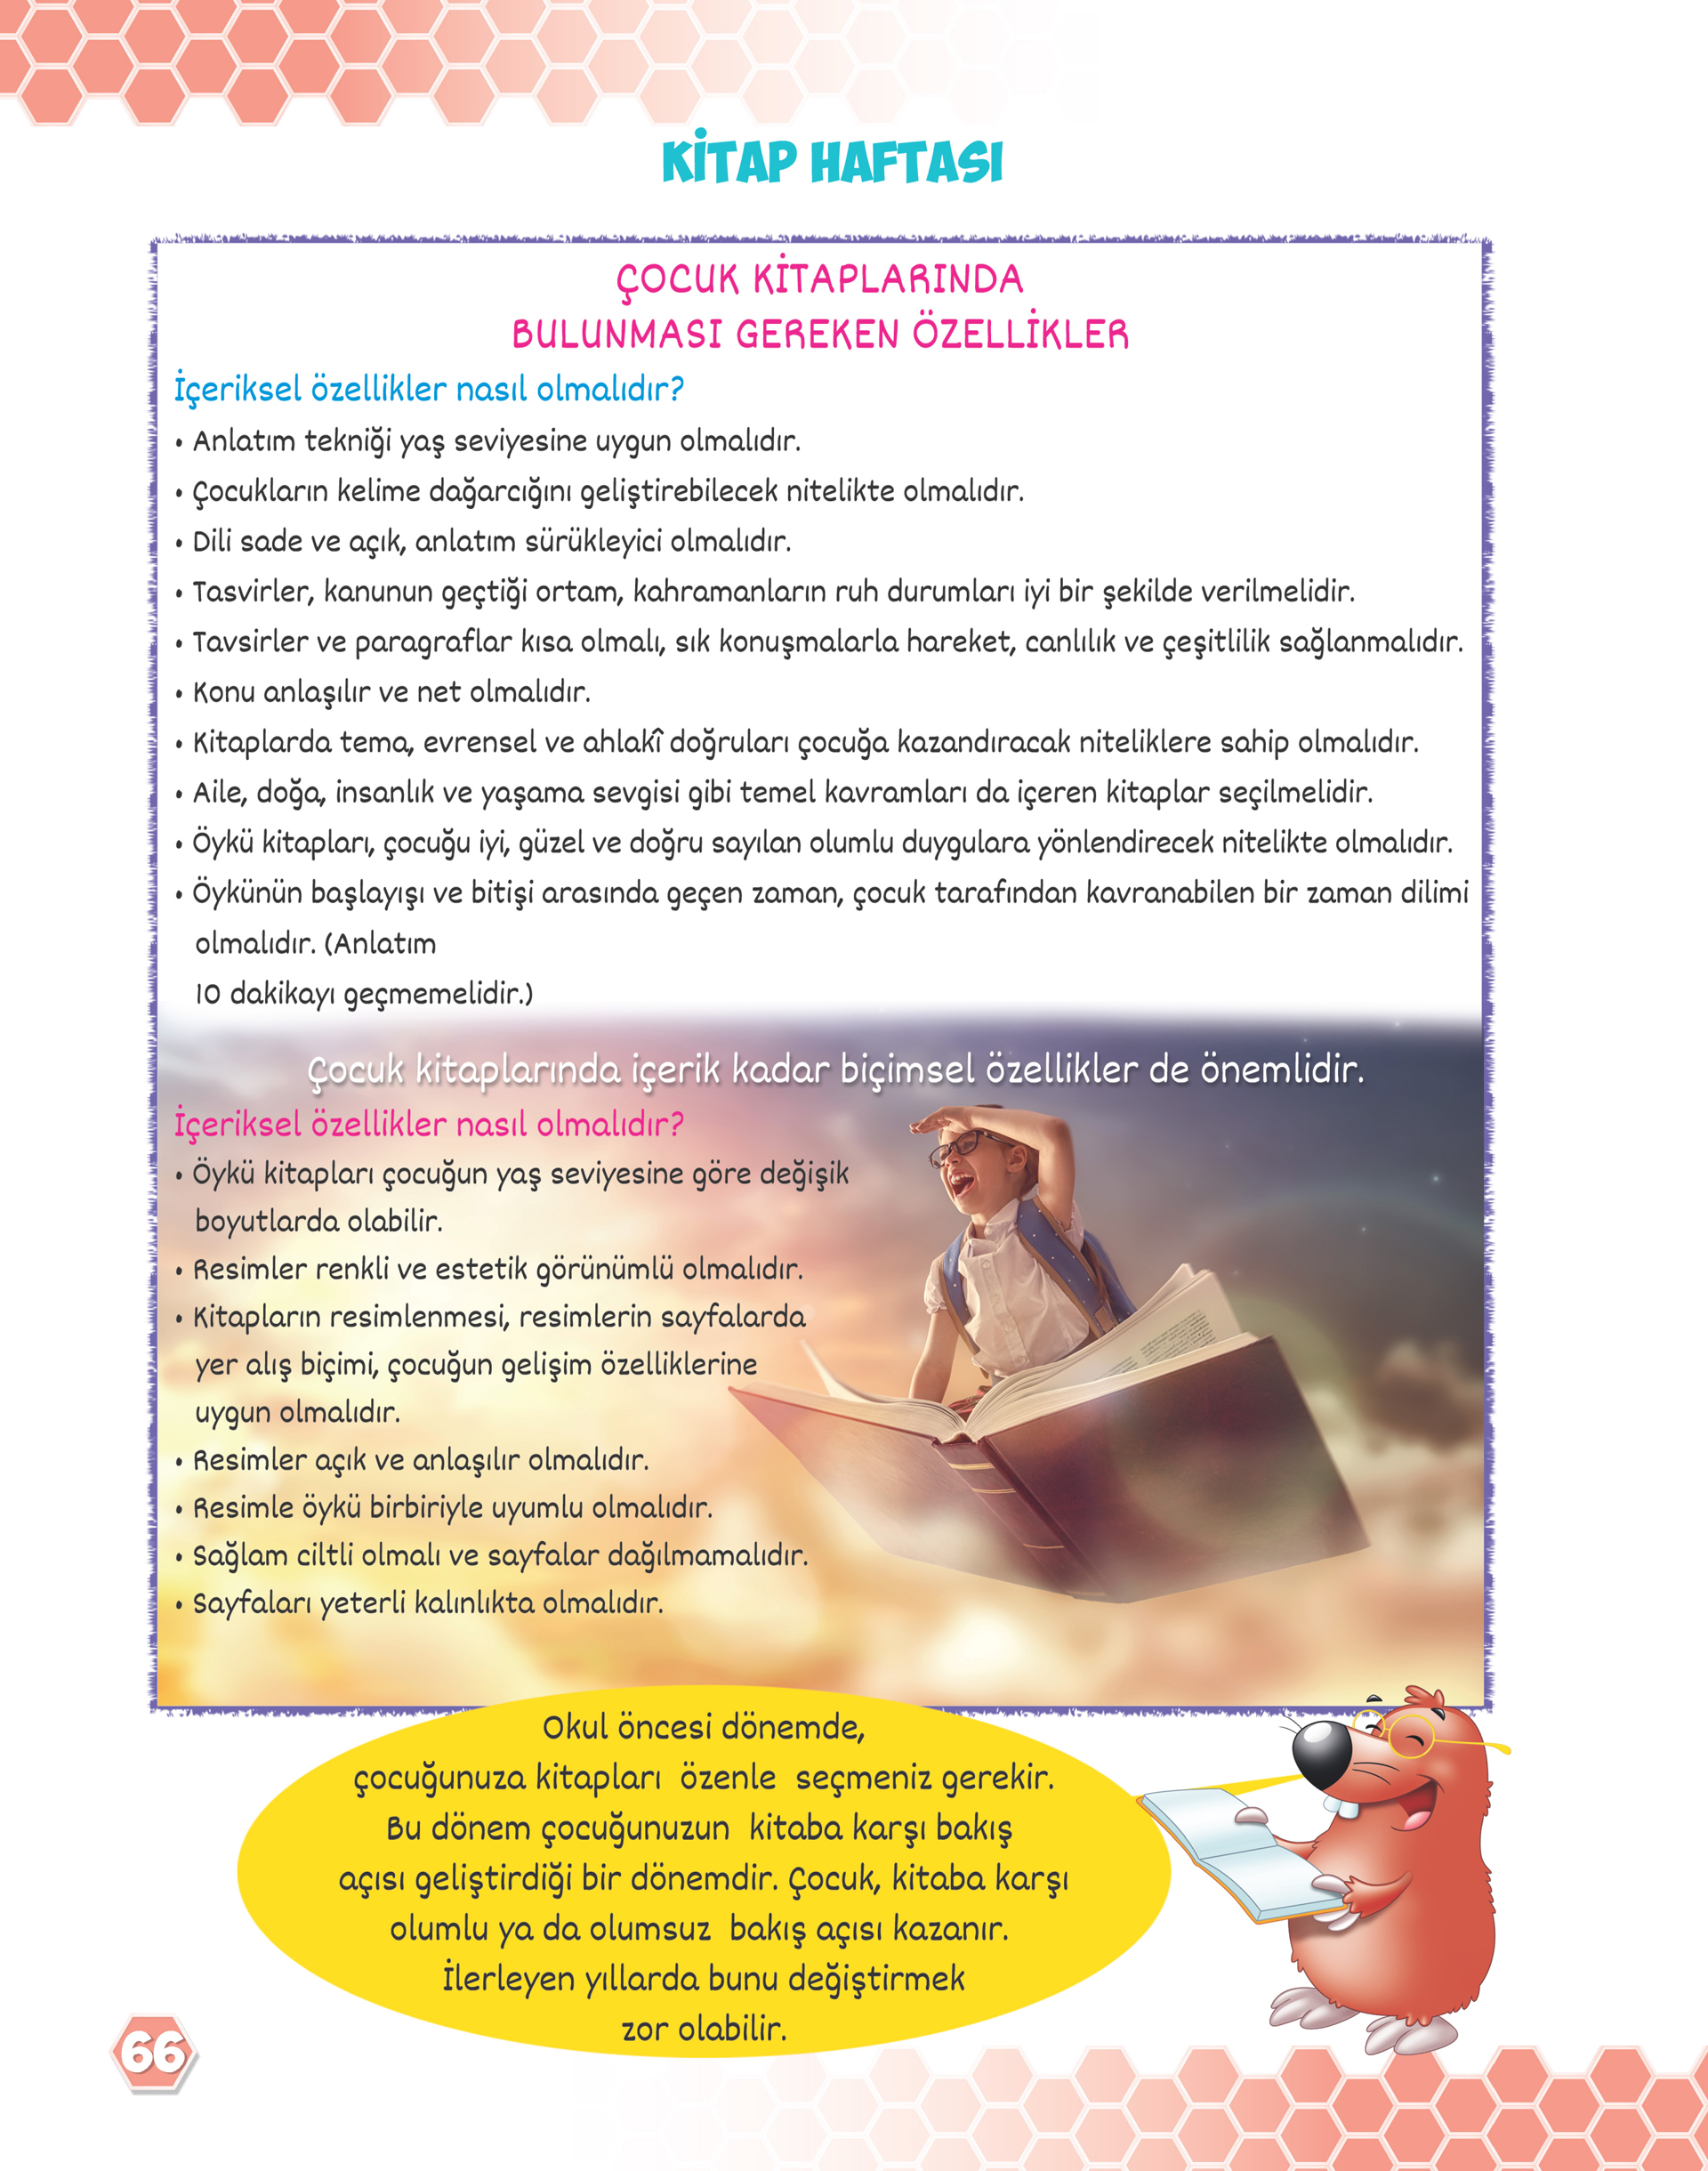 KİTAP HAFTASI
ÇOCUK KİTAPLARINDA
BULUNMASI GEREKEN ÖZELLİKLER
İçeriksel özellikler nasıl olmalıdır?
• Anlatım tekniği yaş seviyesine uygun olmalıdır.
• Çocukların kelime dağarcığını geliştirebilecek nitelikte olmalıdır.
• Dili sade ve açık, anlatım sürükleyici olmalıdır.
• Tasvirler, kanunun geçtiği ortam, kahramanların ruh durumları iyi bir şekilde verilmelidir.
• Tavsirler ve paragraflar kısa olmalı, sık konuşmalarla hareket, canlılık ve çeşitlilik sağlanmalıdır.
• Konu anlaşılır ve net olmalıdır.
• Kitaplarda tema, evrensel ve ahlakî doğruları çocuğa kazandıracak niteliklere sahip olmalıdır.
• Aile, doğa, insanlık ve yaşama sevgisi gibi temel kavramları da içeren kitaplar seçilmelidir.
• Öykü kitapları, çocuğu iyi, güzel ve doğru sayılan olumlu duygulara yönlendirecek nitelikte olmalıdır.
• Öykünün başlayışı ve bitişi arasında geçen zaman, çocuk tarafından kavranabilen bir zaman dilimi
olmalıdır. (Anlatım
10 dakikayı geçmemelidir.)
Çocuk kitaplarında içerik kadar biçimsel özellikler de önemlidir.
İçeriksel özellikler nasıl olmalıdır?
• Öykü kitapları çocuğun yaş seviyesine göre değişik
boyutlarda olabilir.
• Resimler renkli ve estetik görünümlü olmalıdır.
• Kitapların resimlenmesi, resimlerin sayfalarda
yer alış biçimi, çocuğun gelişim özelliklerine
uygun olmalıdır.
• Resimler açık ve anlaşılır olmalıdır.
• Resimle öykü birbiriyle uyumlu olmalıdır.
• Sağlam ciltli olmalı ve sayfalar dağılmamalıdır.
• Sayfaları yeterli kalınlıkta olmalıdır.
Okul öncesi dönemde,
çocuğunuza kitapları özenle seçmeniz gerekir.
Bu dönem çocuğunuzun kitaba karşı bakış
açısı geliştirdiği bir dönemdir. Çocuk, kitaba karşı
olumlu ya da olumsuz bakış açısı kazanır.
İlerleyen yıllarda bunu değiştirmek
zor olabilir.
66